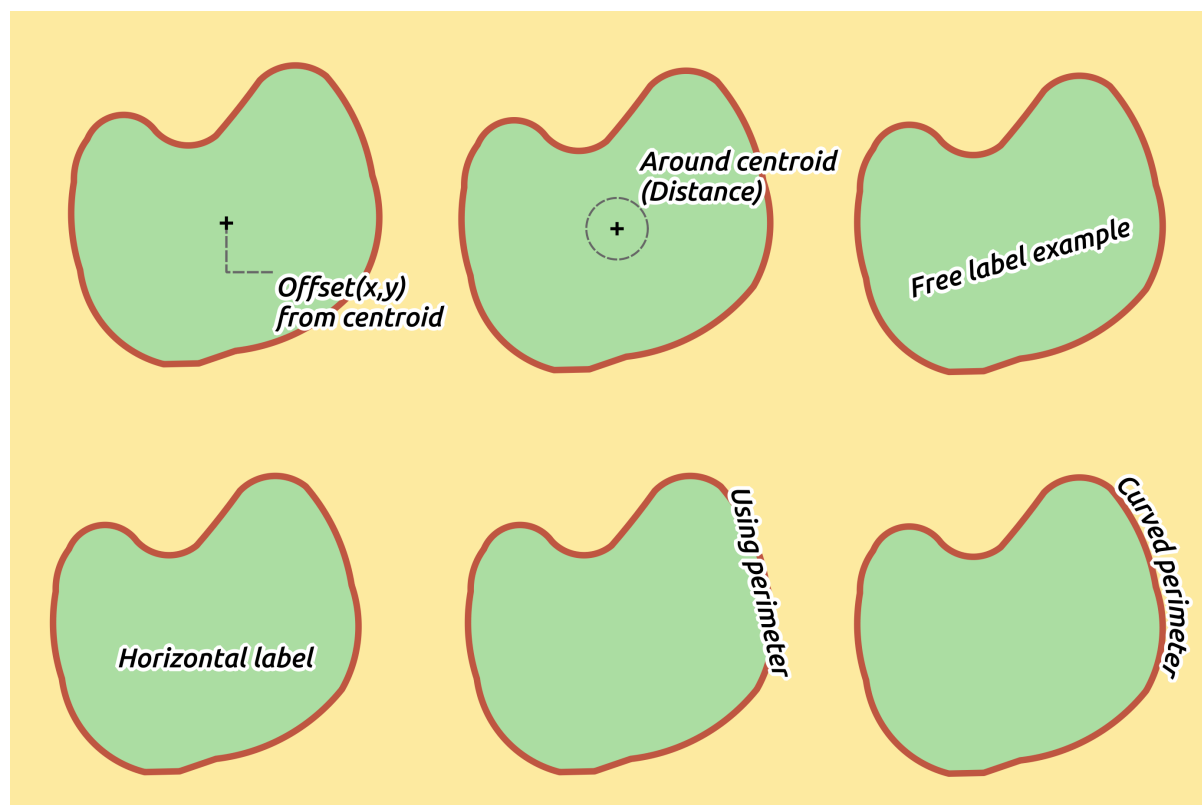 Offset(x,y)
from centroid
Around centroid
(Distance)
Free label example
Horizontal label
Using perimeter
Curved perimeter